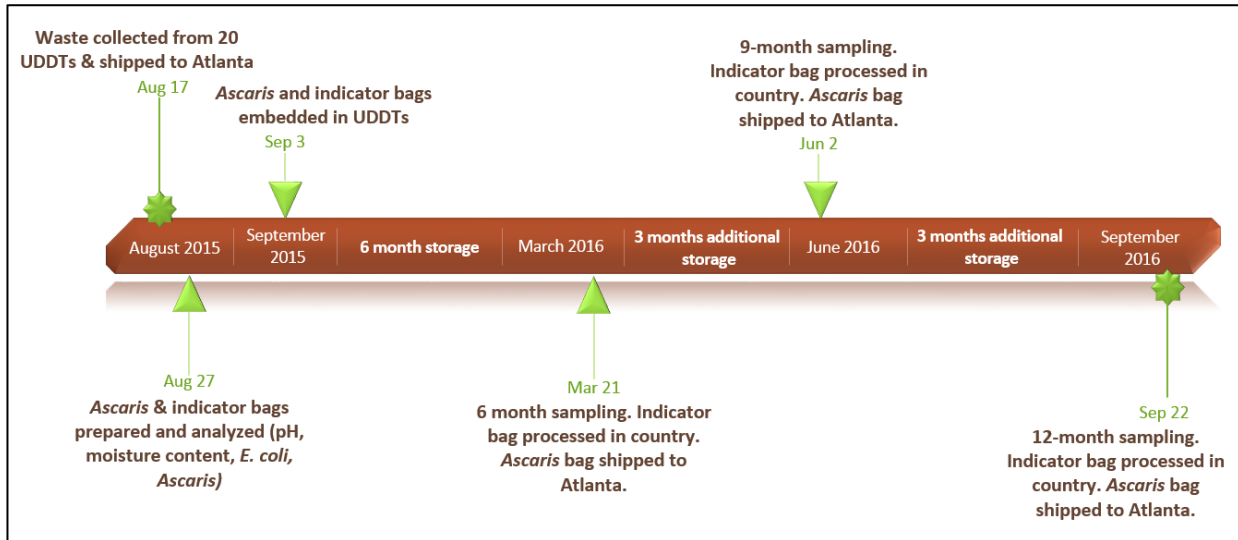 Waste collected from 20
UDDTs & shipped to Atlanta
Aug 17
Ascaris and indicator bags
embedded in UDDTs
Sep 3
9-month sampling.
Indicator bag processed in
country. Ascaris bag
shipped to Atlanta.
Jun 2
August 2015
September
2015
6 month storage
March 2016
3 months additional
storage
June 2016
3 months additional
storage
September
2016
Aug 27
Ascaris & indicator bags
prepared and analyzed (pH,
moisture content, E. coli,
Ascaris)
Mar 21
6 month sampling. Indicator
bag processed in country.
Ascaris bag shipped to
Atlanta.
Sep 22
12-month sampling.
Indicator bag processed in
country. Ascaris bag
shipped to Atlanta.